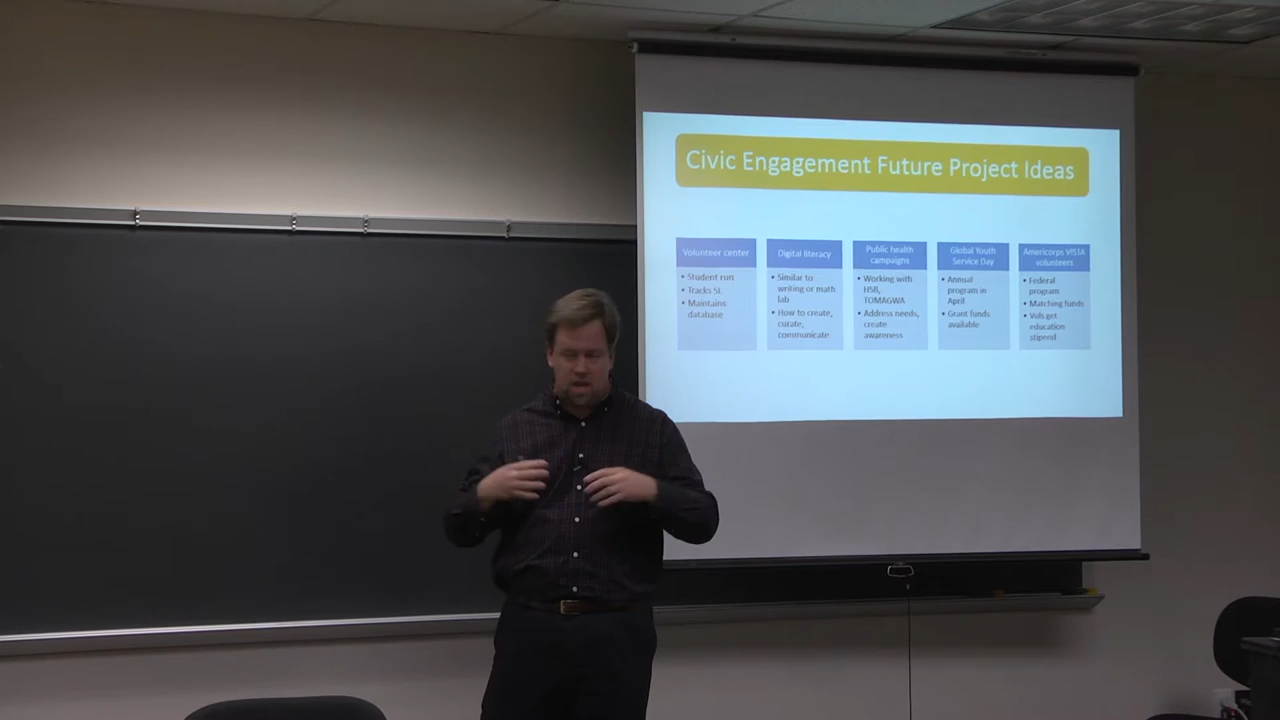 Civic Engagement Future Project Ideas
Volunteer center
• Student run
• Tracks SL
• Maintains
database
Digital literacy
• Similar to
writing or math
lab
• How to create,
curate,
communicate
Public health
campaigns
• Working with
HSB,
TOMAGWA
• Address needs,
create
awareness
Global Youth
Service Day
• Annual
program in
April
• Grant funds
available
Americorps VISTA
volunteers
• Federal
program
• Matching funds
• Vols get
education
stipend